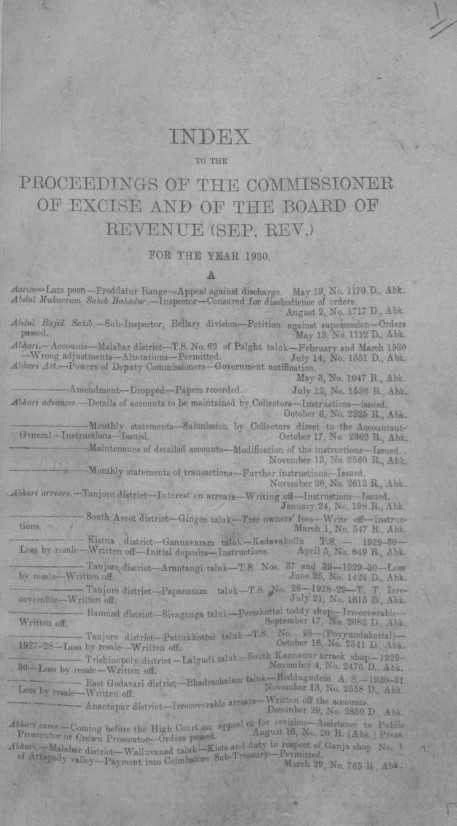 1
INDEX
TO THE
PROCEEDINGS OF THE COMMISSIONER
OF EXCISE AND OF THE BOARD OF
REVENUE (SEP. REV.)
FOR THE YEAR 1930.
A
Aaron—Late peon—Proddatur Range—Appeal against discharge. May 19, No. 1170 D., Abk.
Abdul Mukarram Saheb Bahadur.—Inspector—Censured for disobedience of orders.
August 2, No. 1717 D., Abk.
Abdul Rajid Sahib.—Sub-Inspector, Bellary division—Petition against supersession—Orders
passed. May 13, No. 1112 D., Abk.
Abkari.—Accounts—Malabar district—T.S. No. 69 of Palght taluk—February and March 1930
—Wrong adjustments—Alterations—Permitted. July 14, No. 1551 D., Abk.
Abkari Act.—Powers of Deputy Commissioners—Government notification.
May 3, No. 1047 R., Abk.
———Amendment—Dropped—Papers recorded. July 12, No. 1536 R., Abk.
Abkari advances.—Details of accounts to be maintained by Collectors—Instructions—issued.
October 6, No. 2225 R., Abk.
———Monthly statements—Submission by Collectors direct to the Accountant-
General—Instructions—Issued. October 17, No. 2362 R., Abk.
———Maintenance of detailed accounts—Modification of the instructions—Issued.
November 13, No. 2560 R., Abk.
———Monthly statements of transactions—Further instructions—Issued.
November 20, No. 2612 R., Abk.
Abkari arrears.—Tanjore district—Interest on arrears—Writing off—Instructions—Issued.
January 24, No. 198 R., Abk.
———South Arcot district—Gingee taluk—Tree owners' fees—Write off—instruc-
tions. March 1, No. 547 R., Abk.
———Kistna district—Gannavaram taluk—Kadavakollu T.S. — 1929-30—
Loss by resale—Written off—Initial deposits—Instructions. April 5, No. 849 R., Abk.
———Tanjore district—Arantangi taluk—T.S. Nos. 37 and 39—1929-30—Loss
by resale—Written off. June 25, No. 1424 D., Abk.
———Tanjore district—Papanasam taluk—T.S. No. 26—1928-29—T. T. Irre-
coverable—Written off. July 21, No. 1615 D., Abk.
———Ramnad district—Sivaganga taluk—Periakottai toddy shop—Irrecoverable—
Written off. September 17, No. 2082 D., Abk.
———Tanjore district—Pattukkottai taluk—T.S. No. 98—(Poyyundakottai)—
1927-28—Loss by resale—Written off. October 16, No. 2341 D., Abk.
———Trichinopoly district—Lalgudi taluk—South Kannanur arrack shop—1929-
30—Loss by resale—Written off. November 4, No. 2476 D., Abk.
———East Godavari district—Bhadrachalam taluk—Boddugudem A. S.—1930-31
Loss by resale—Written off. November 13, No. 2558 D., Abk.
———Anantapur district—Irrecoverable arrears—Written off the accounts.
December 29, No. 2850 D., Abk.
Abkari cases.—Coming before the High Court on appeal or for revision—Assistance to Public
Prosecutor or Crown Prosecutor—Orders passed. August 16, No. 20 R. (Abk.) Press.
Abkari.—Malabar district—Walluvanad taluk—Kists and duty in respect of Ganja shop No. 1
of Attapady valley—Payment into Coimbatore Sub-Treasury—Permitted.
March 29, No. 765 R., Abk.